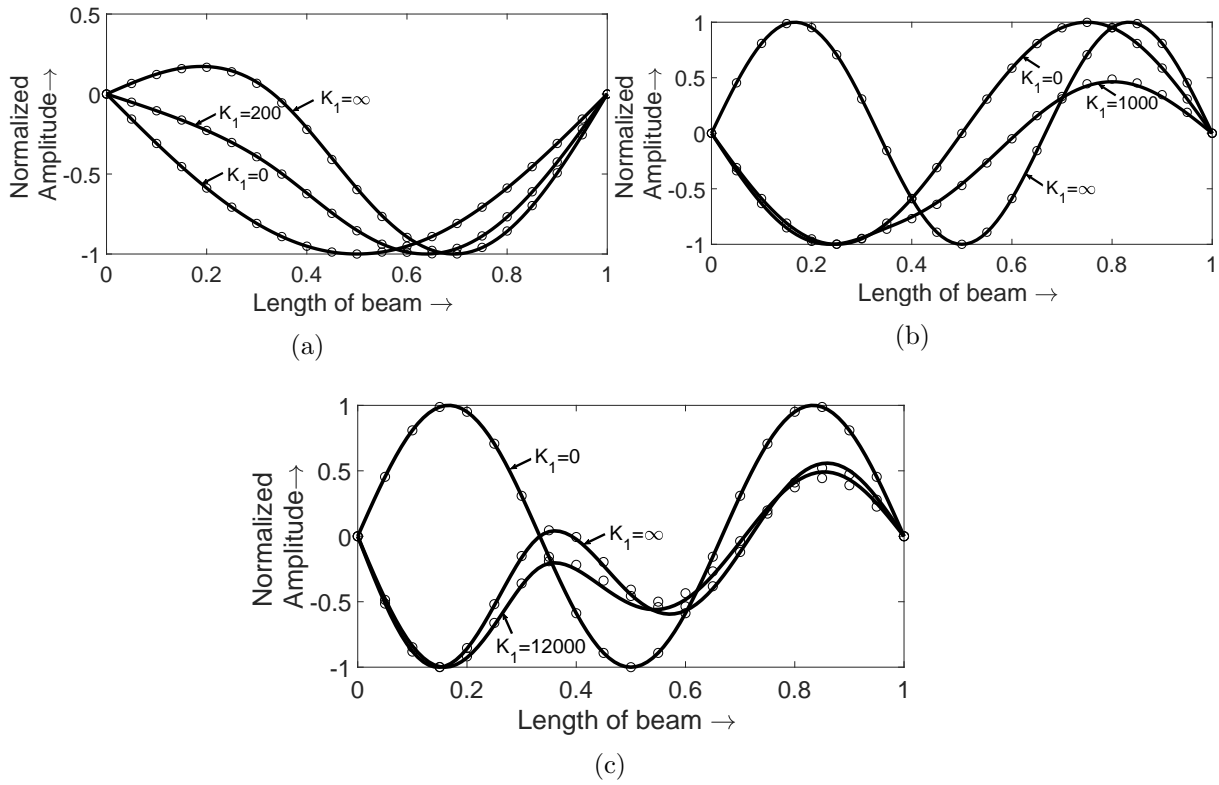 0.5
0
-0.5
-1
Normalized
Amplitude→
K₁=∞
K₁=200
K₁=0
0 0.2 0.4 0.6 0.8 1
Length of beam →
(a)
1
0.5
0
-0.5
-1
Normalized
Amplitude→
K₁=0
K₁=1000
K₁=∞
0 0.2 0.4 0.6 0.8 1
Length of beam →
(b)
1
0.5
0
-0.5
-1
Normalized
Amplitude→
K₁=0
K₁=∞
K₁=12000
0 0.2 0.4 0.6 0.8 1
Length of beam →
(c)